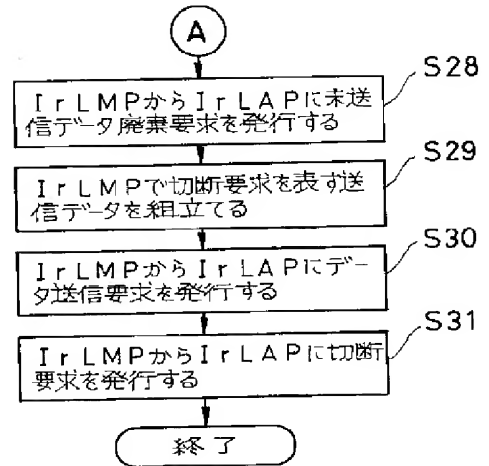 A
S28
IrLMPからIrLAPに未送
信データ廃棄要求を発行する
S29
IrLMPで切断要求を表す送
信データを組立てる
S30
IrLMPからIrLAPにデー
タ送信要求を発行する
S31
IrLMPからIrLAPに切断
要求を発行する
終了